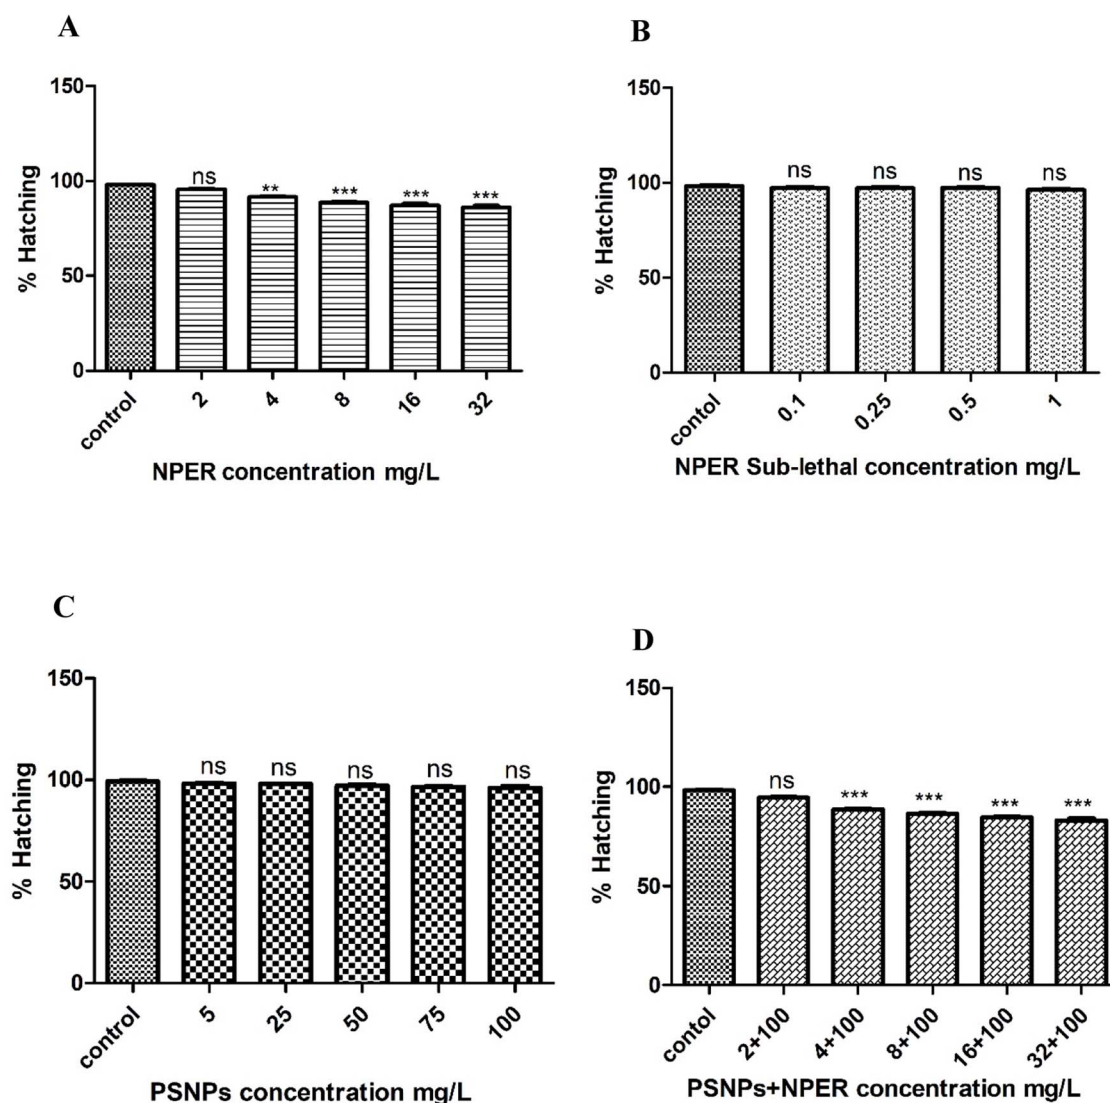 A
150
100
50
0
% Hatching
ns
**
***
***
***
control
2
4
8
16
32
NPER concentration mg/L
B
150
100
50
0
% Hatching
ns
ns
ns
ns
contol
0.1
0.25
0.5
1
NPER Sub-lethal concentration mg/L
C
150
100
50
0
% Hatching
ns
ns
ns
ns
ns
control
5
25
50
75
100
PSNPs concentration mg/L
D
150
100
50
0
% Hatching
ns
***
***
***
***
contol
2+100
4+100
8+100
16+100
32+100
PSNPs+NPER concentration mg/L